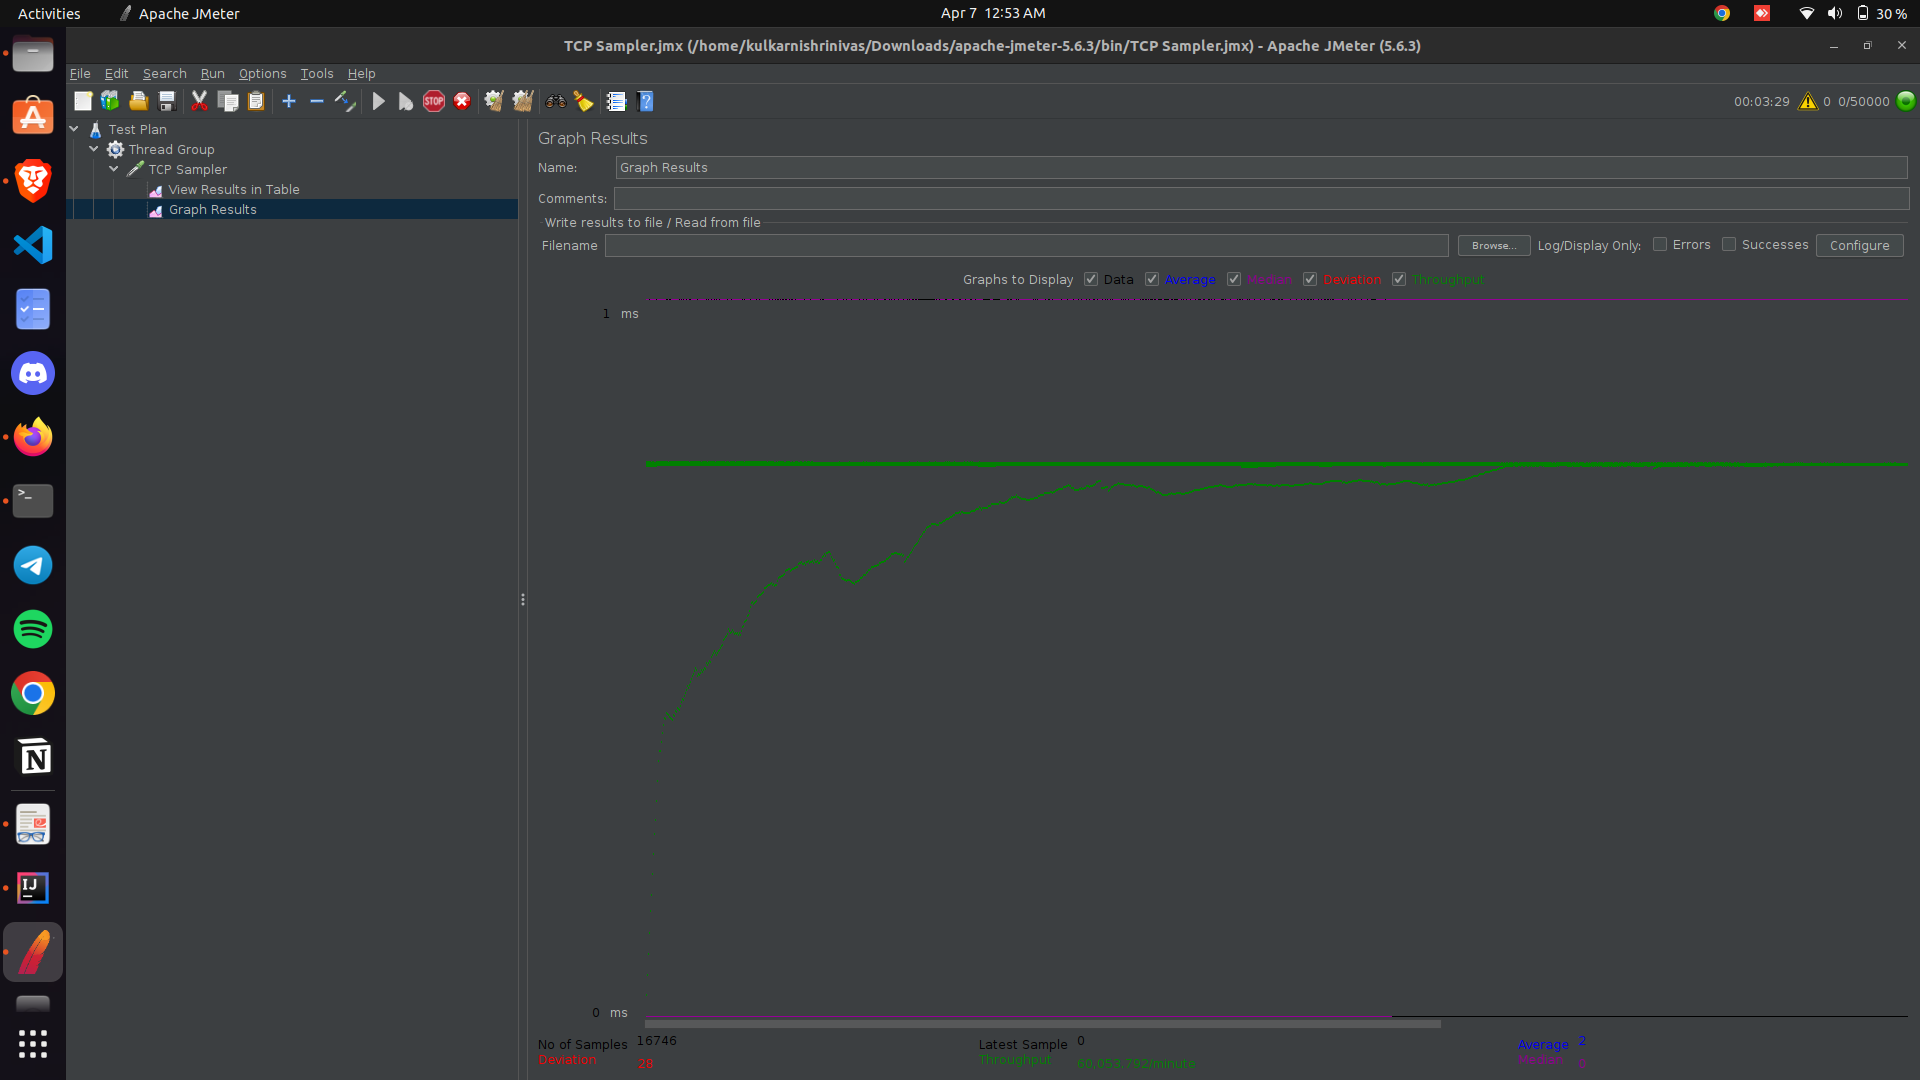 Activities Apache JMeter Apr 7 12:53 AM 30 %
TCP Sampler.jmx (/home/kulkarnishrinivas/Downloads/apache-jmeter-5.6.3/bin/TCP Sampler.jmx) - Apache JMeter (5.6.3)
File Edit Search Run Options Tools Help
STOP 00:03:29 0 0/50000
Test Plan
Thread Group
TCP Sampler
View Results in Table
Graph Results
Graph Results
Name: Graph Results
Comments:
Write results to file / Read from file
Filename Browse... Log/Display Only: Errors Successes Configure
Graphs to Display Data Average Median Deviation Throughput
1 ms
0 ms
No of Samples 16746 Latest Sample 0 Average 2
Deviation 28 Throughput 60,053.792/minute Median